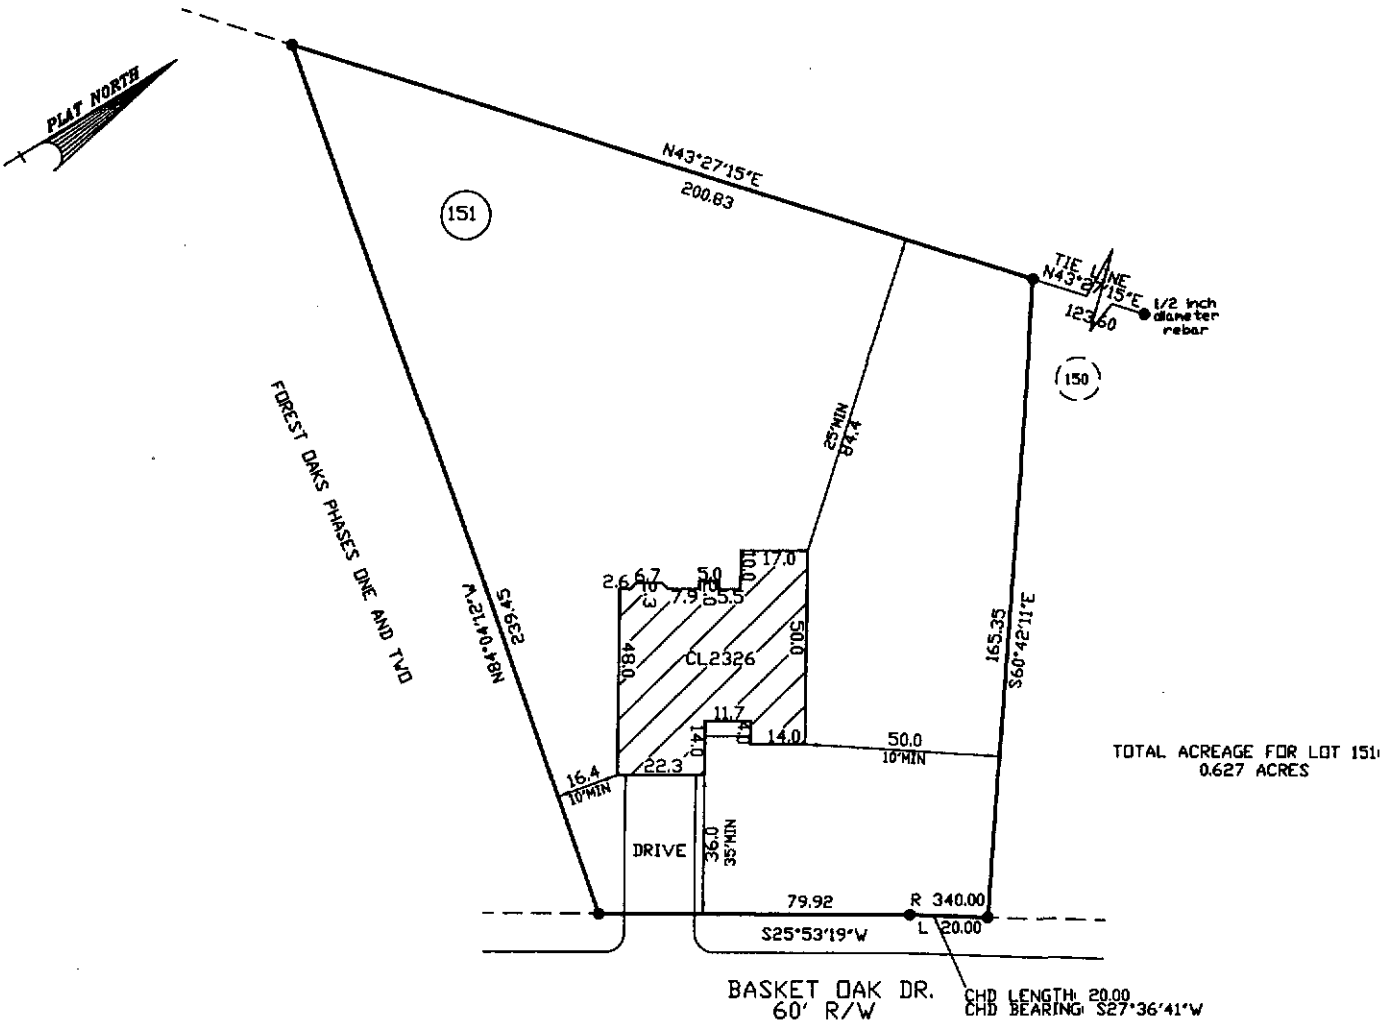 PLAT NORTH
N43°27'15"E
200.83
151
TIE LINE
N43°27'15"E
123.60
1/2 inch
diameter
rebar
150
25'MIN
84.4
FOREST OAKS PHASES ONE AND TWO
239.45
N84°04'12"W
165.35
S60°42'11"E
2.6
6.7
.3
7.9
5.0
5.5
10.0
17.0
48.0
CL2326
50.0
11.7
14.0
4.0
14.0
22.3
50.0
10'MIN
16.4
10'MIN
TOTAL ACREAGE FOR LOT 151:
0.627 ACRES
DRIVE
36.0
35'MIN
79.92
R 340.00
S25°53'19"W
L 20.00
BASKET OAK DR.
60' R/W
CHD LENGTH: 20.00
CHD BEARING: S27°36'41"W